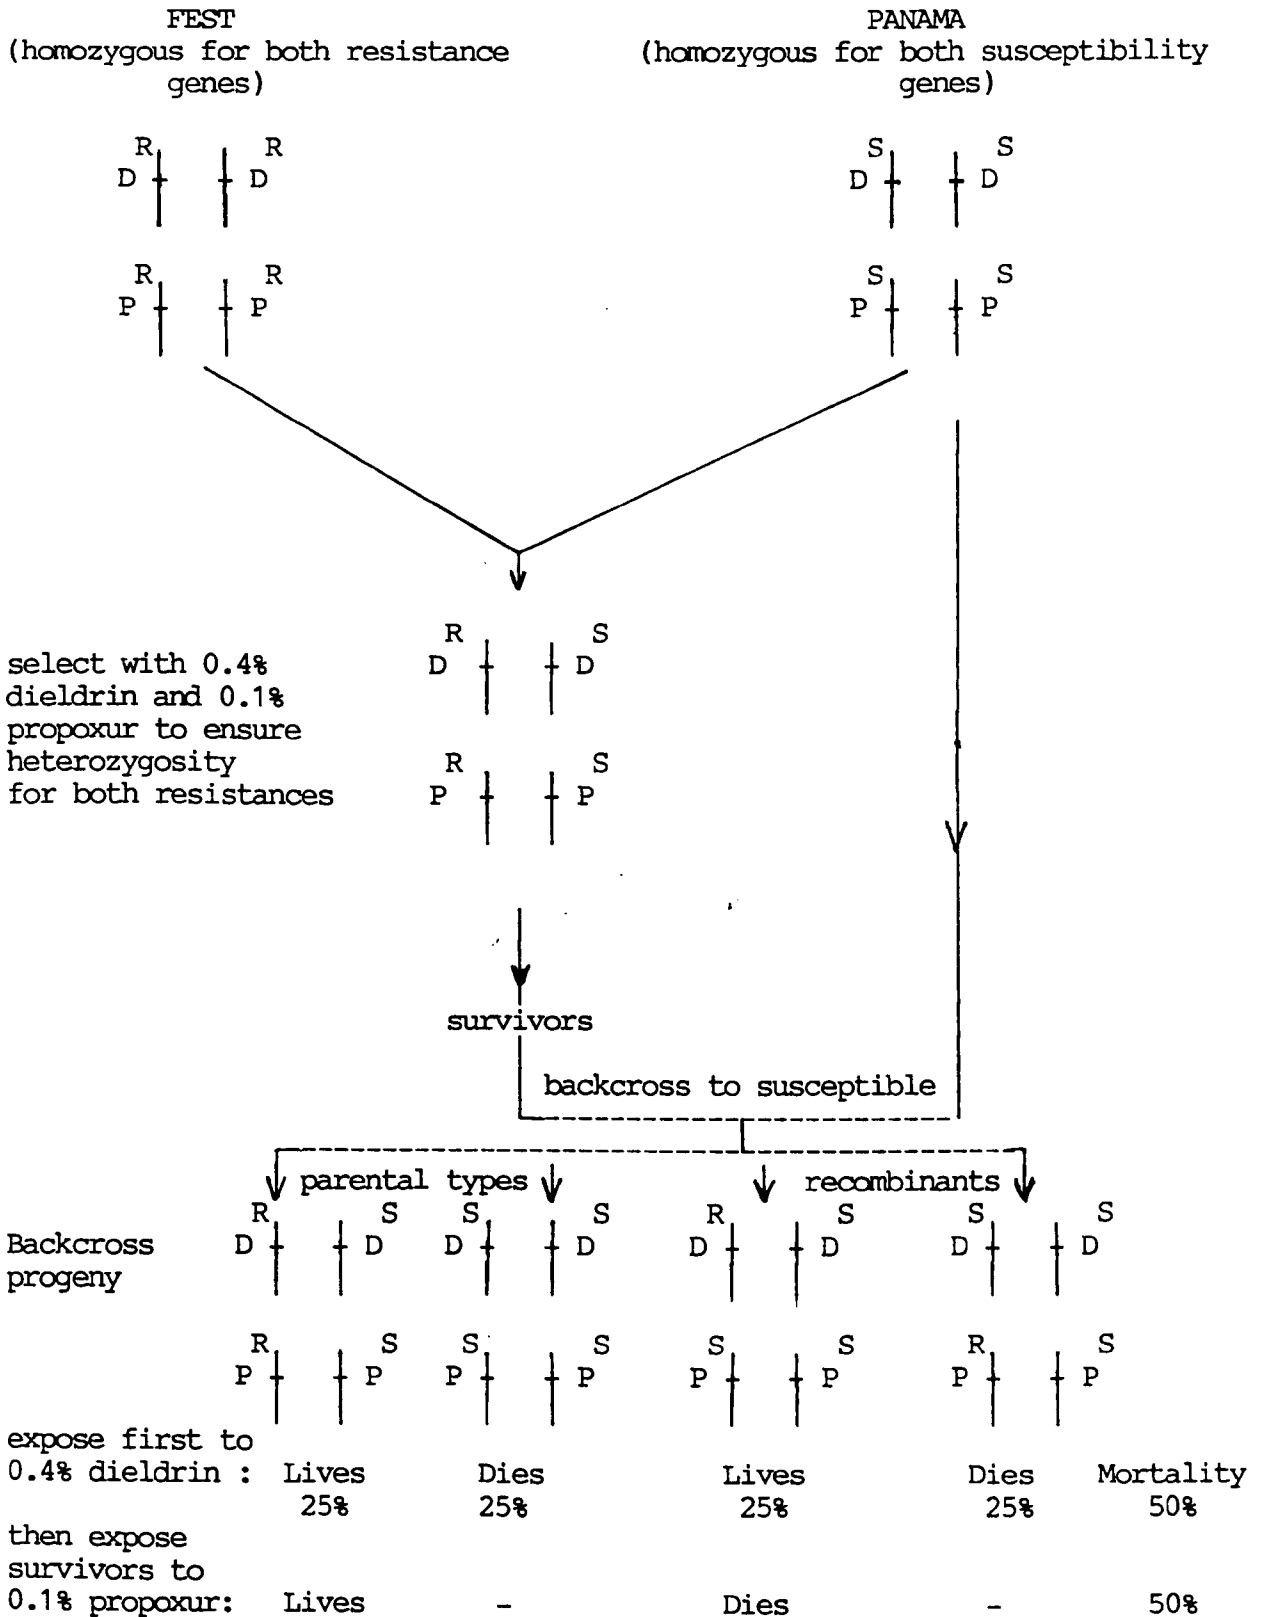 FEST
(homozygous for both resistance
genes)
PANAMA
(homozygous for both susceptibility
genes)
R R
D D
R R
P P
S S
D D
S S
P P
select with 0.4%
dieldrin and 0.1%
propoxur to ensure
heterozygosity
for both resistances
R S
D D
R S
P P
survivors
backcross to susceptible
parental types recombinants
R S S S R S S S
Backcross D D D D D D D D
progeny
R S S S S S R S
P P P P P P P P
expose first to
0.4% dieldrin : Lives Dies Lives Dies Mortality
25% 25% 25% 25% 50%
then expose
survivors to
0.1% propoxur: Lives - Dies - 50%